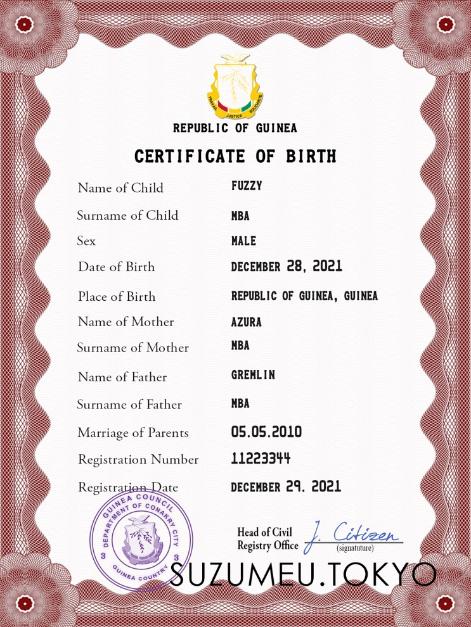 REPUBLIC OF GUINEA
CERTIFICATE OF BIRTH
Name of Child FUZZY
Surname of Child MBA
Sex MALE
Date of Birth DECEMBER 28, 2021
Place of Birth REPUBLIC OF GUINEA, GUINEA
Name of Mother AZURA
Surname of Mother MBA
Name of Father GREMLIN
Surname of Father MBA
Marriage of Parents 05.05.2010
Registration Number 11223344
Registration Date DECEMBER 29. 2021
GUINEA COUNCIL
DEPARTMENT OF CONAKRY CITY
3 3
GUINEA COUNTRY
Head of Civil
Registry Office J. Citizen
(signatuture)
SUZUMEU.TOKYO